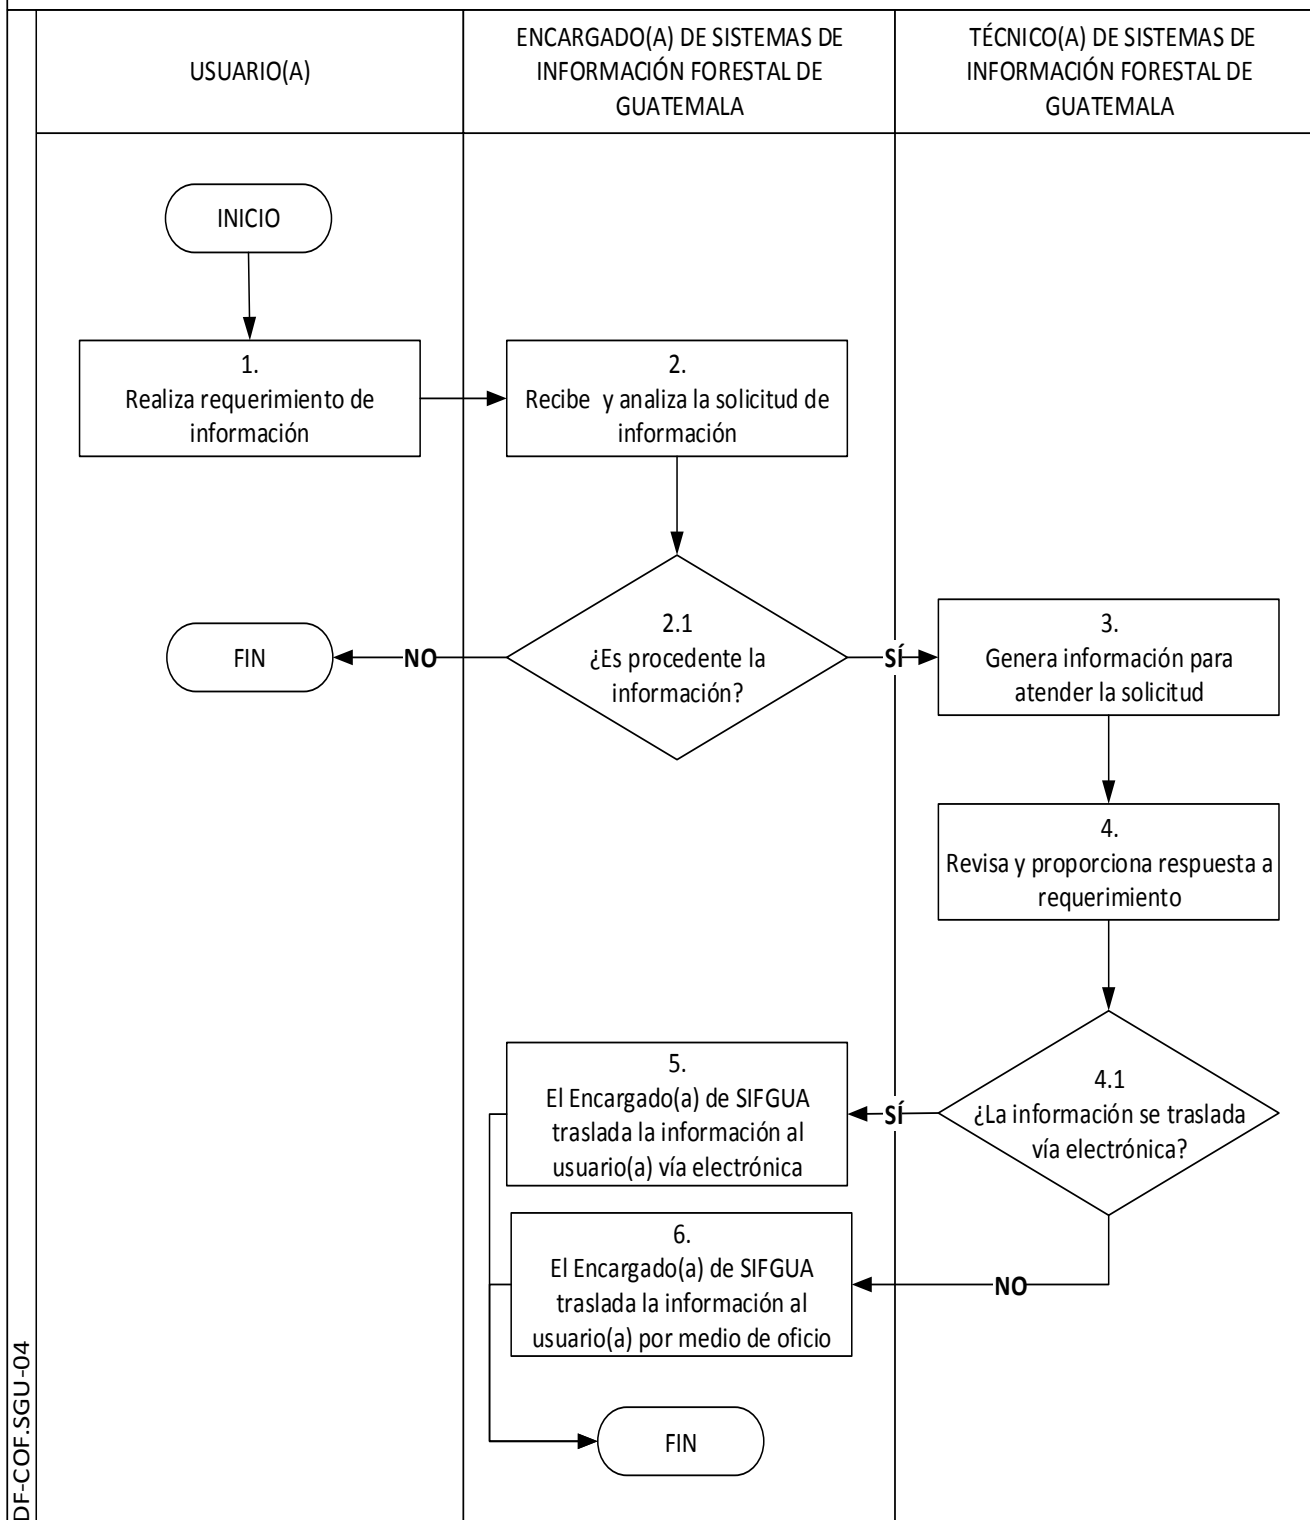 USUARIO(A)
ENCARGADO(A) DE SISTEMAS DE
INFORMACIÓN FORESTAL DE
GUATEMALA
TÉCNICO(A) DE SISTEMAS DE
INFORMACIÓN FORESTAL DE
GUATEMALA
INICIO
1.
Realiza requerimiento de
información
2.
Recibe y analiza la solicitud de
información
2.1
¿Es procedente la
información?
NO
FIN
SÍ
3.
Genera información para
atender la solicitud
4.
Revisa y proporciona respuesta a
requerimiento
4.1
¿La información se traslada
vía electrónica?
SÍ
5.
El Encargado(a) de SIFGUA
traslada la información al
usuario(a) vía electrónica
NO
6.
El Encargado(a) de SIFGUA
traslada la información al
usuario(a) por medio de oficio
FIN
DF-COF.SGU-04